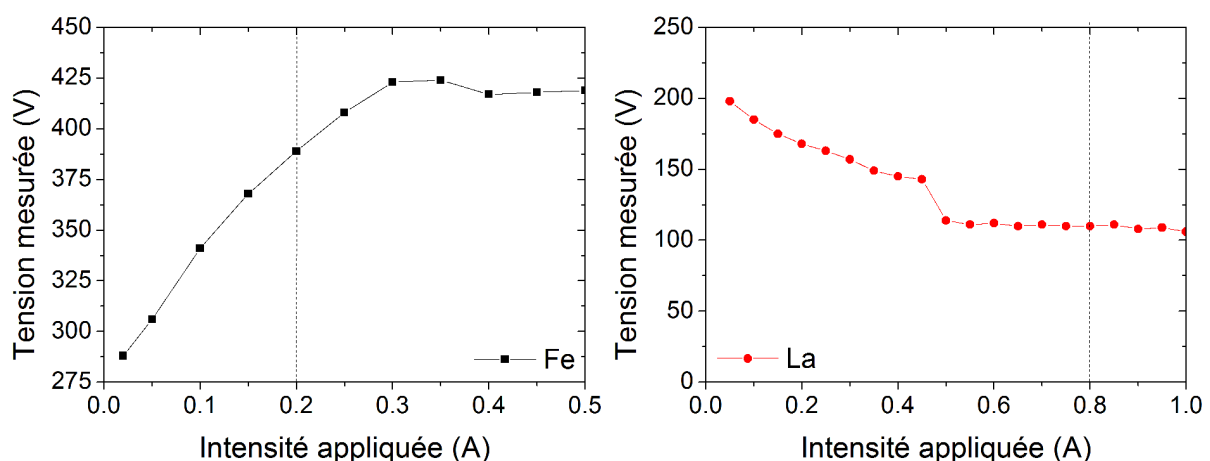 450
425
400
375
350
325
300
275
Tension mesurée (V)
Fe
0.0 0.1 0.2 0.3 0.4 0.5
Intensité appliquée (A)
250
200
150
100
50
0
Tension mesurée (V)
La
0.0 0.2 0.4 0.6 0.8 1.0
Intensité appliquée (A)